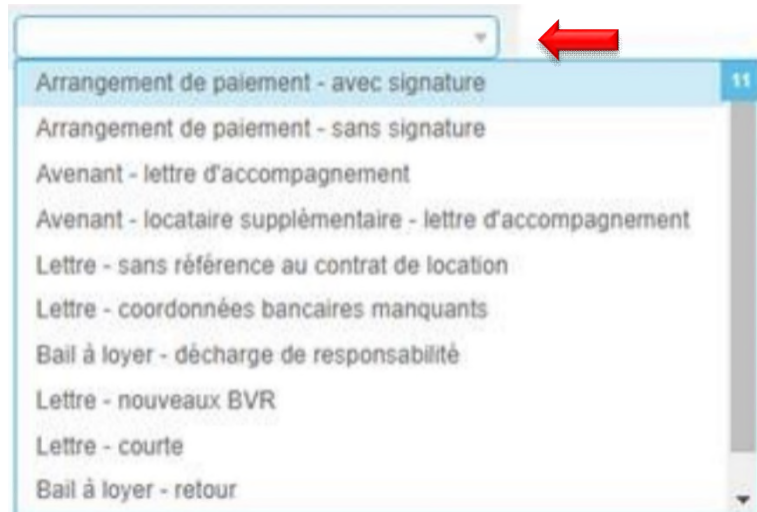 Arrangement de paiement - avec signature
11
Arrangement de paiement - sans signature
Avenant - lettre d'accompagnement
Avenant - locataire supplémentaire - lettre d'accompagnement
Lettre - sans référence au contrat de location
Lettre - coordonnées bancaires manquants
Bail à loyer - décharge de responsabilité
Lettre - nouveaux BVR
Lettre - courte
Bail à loyer - retour